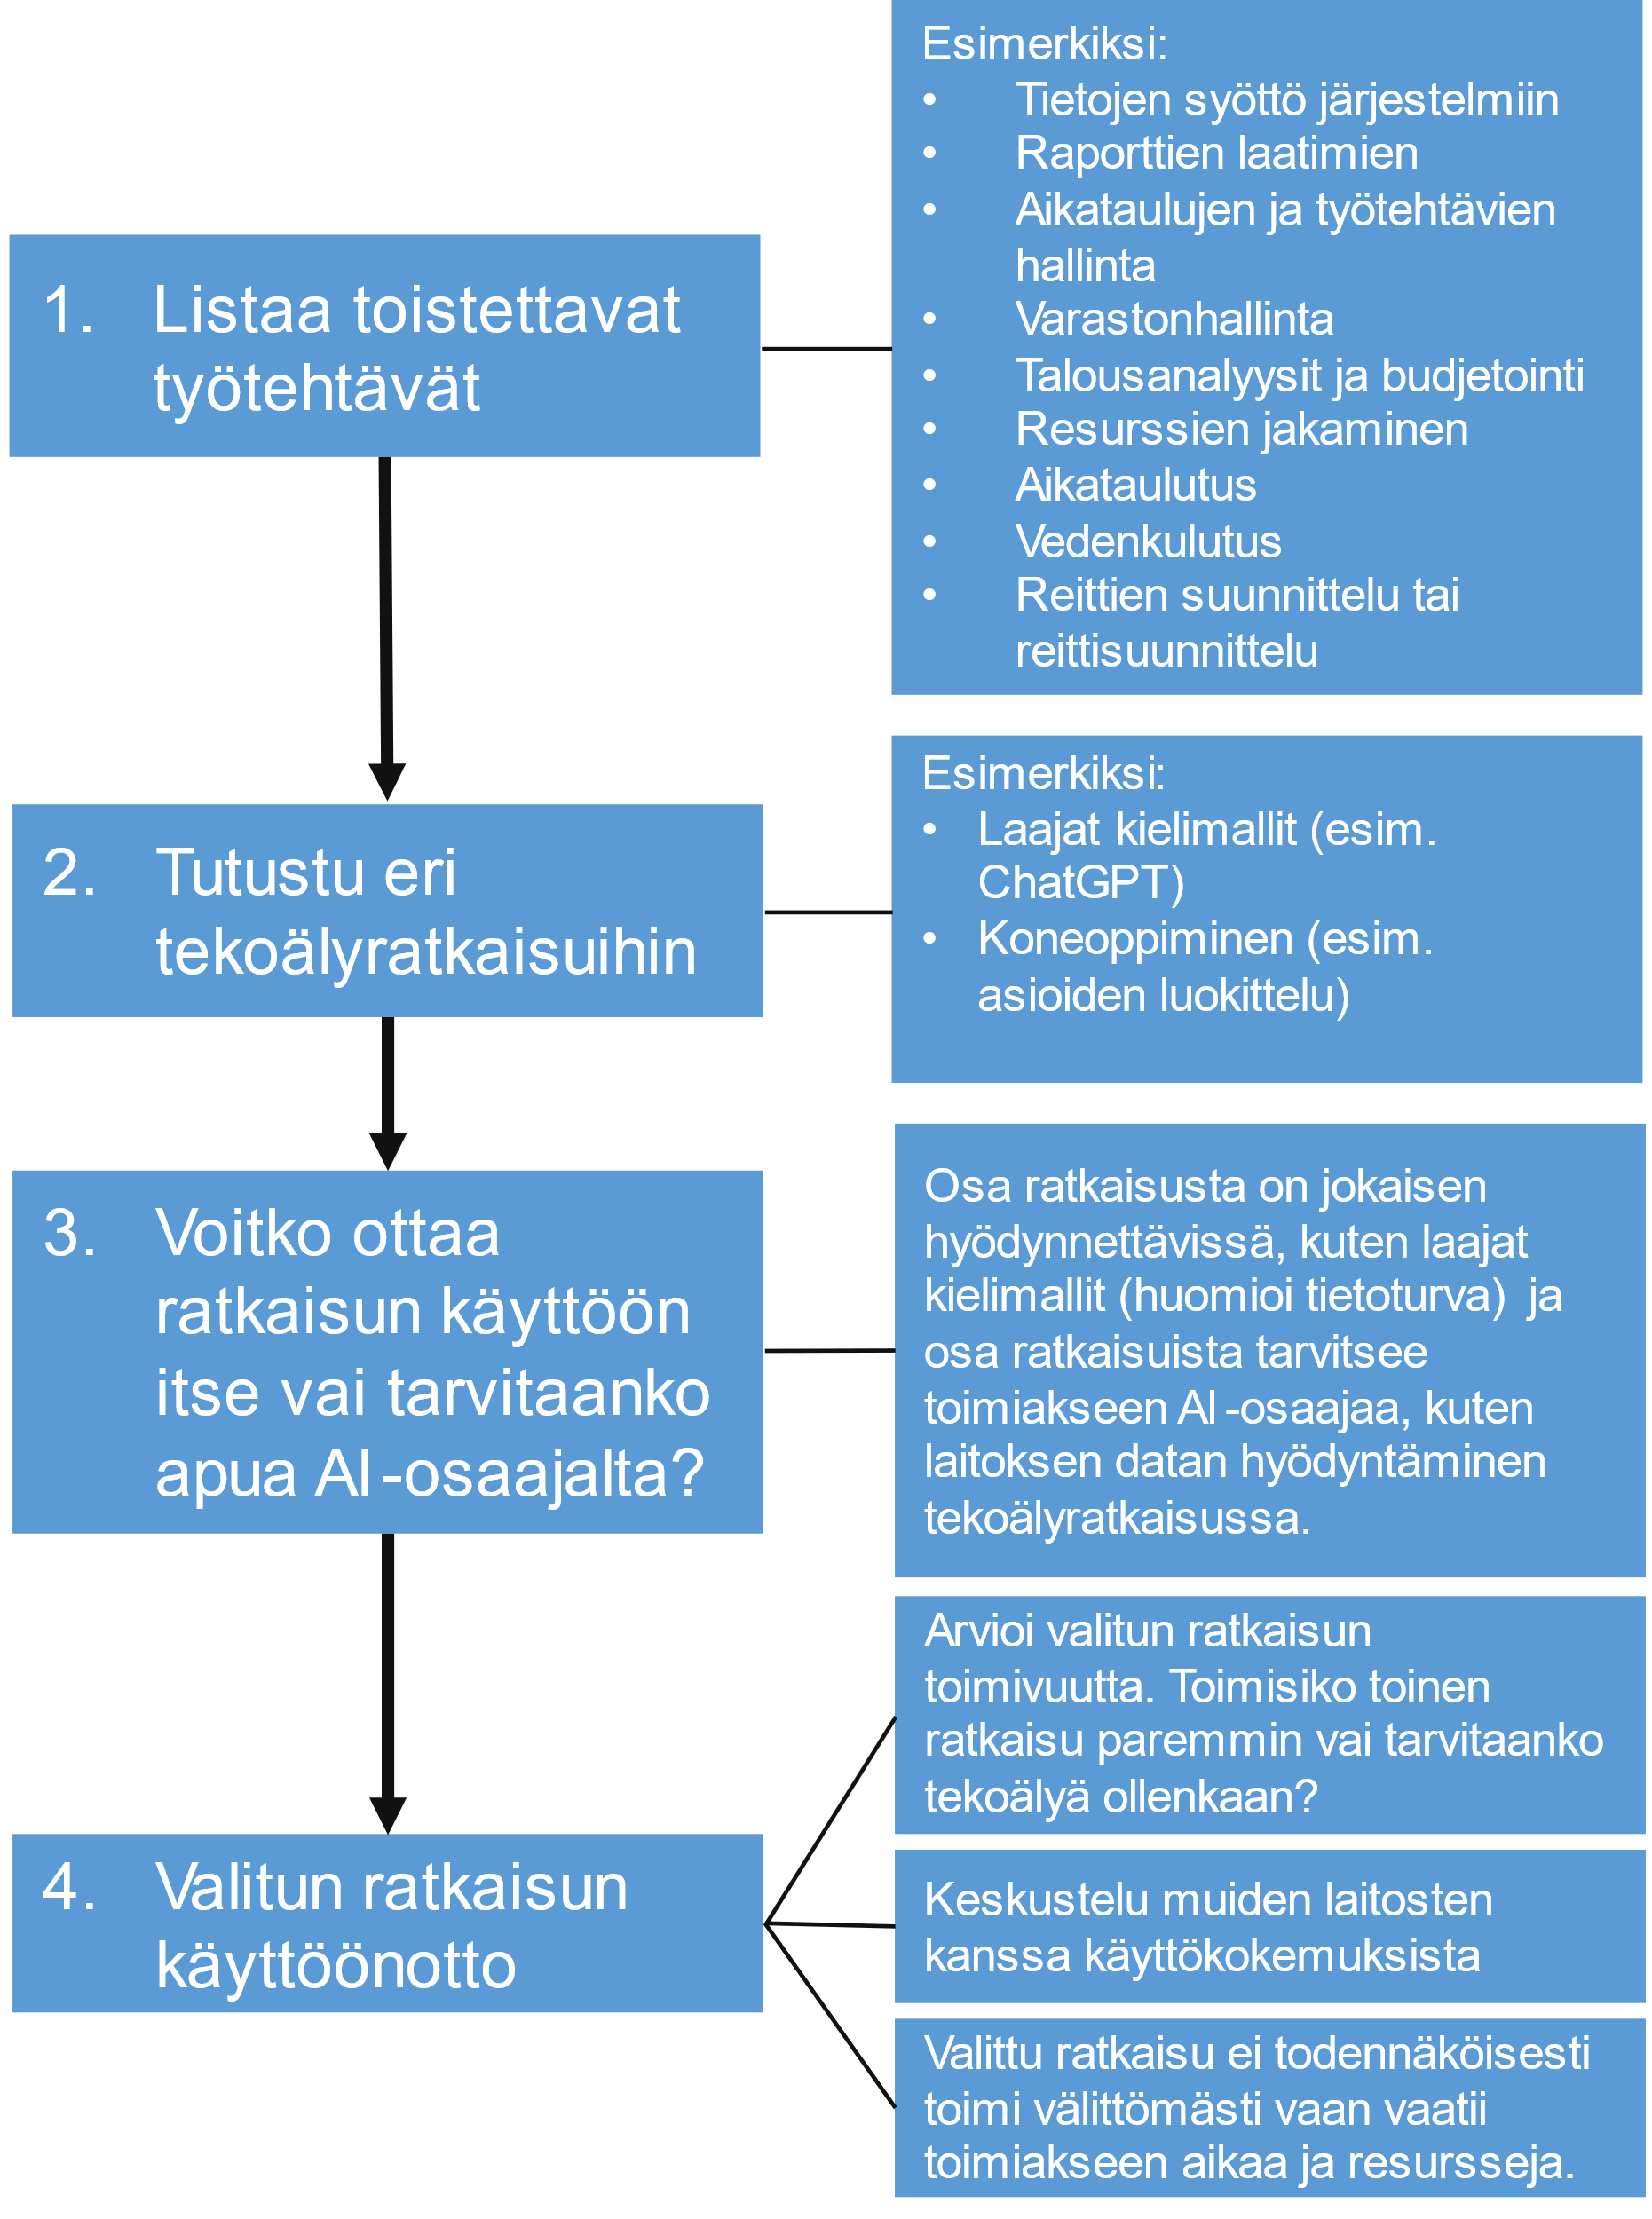 1. Listaa toistettavat
työtehtävät
Esimerkiksi:
• Tietojen syöttö järjestelmiin
• Raporttien laatimien
• Aikataulujen ja työtehtävien
hallinta
• Varastonhallinta
• Talousanalyysit ja budjetointi
• Resurssien jakaminen
• Aikataulutus
• Vedenkulutus
• Reittien suunnittelu tai
reittisuunnittelu
2. Tutustu eri
tekoälyratkaisuihin
Esimerkiksi:
• Laajat kielimallit (esim.
ChatGPT)
• Koneoppiminen (esim.
asioiden luokittelu)
3. Voitko ottaa
ratkaisun käyttöön
itse vai tarvitaanko
apua AI-osaajalta?
Osa ratkaisusta on jokaisen
hyödynnettävissä, kuten laajat
kielimallit (huomioi tietoturva) ja
osa ratkaisuista tarvitsee
toimiakseen AI-osaajaa, kuten
laitoksen datan hyödyntäminen
tekoälyratkaisussa.
4. Valitun ratkaisun
käyttöönotto
Arvioi valitun ratkaisun
toimivuutta. Toimisiko toinen
ratkaisu paremmin vai tarvitaanko
tekoälyä ollenkaan?
Keskustelu muiden laitosten
kanssa käyttökokemuksista
Valittu ratkaisu ei todennäköisesti
toimi välittömästi vaan vaatii
toimiakseen aikaa ja resursseja.